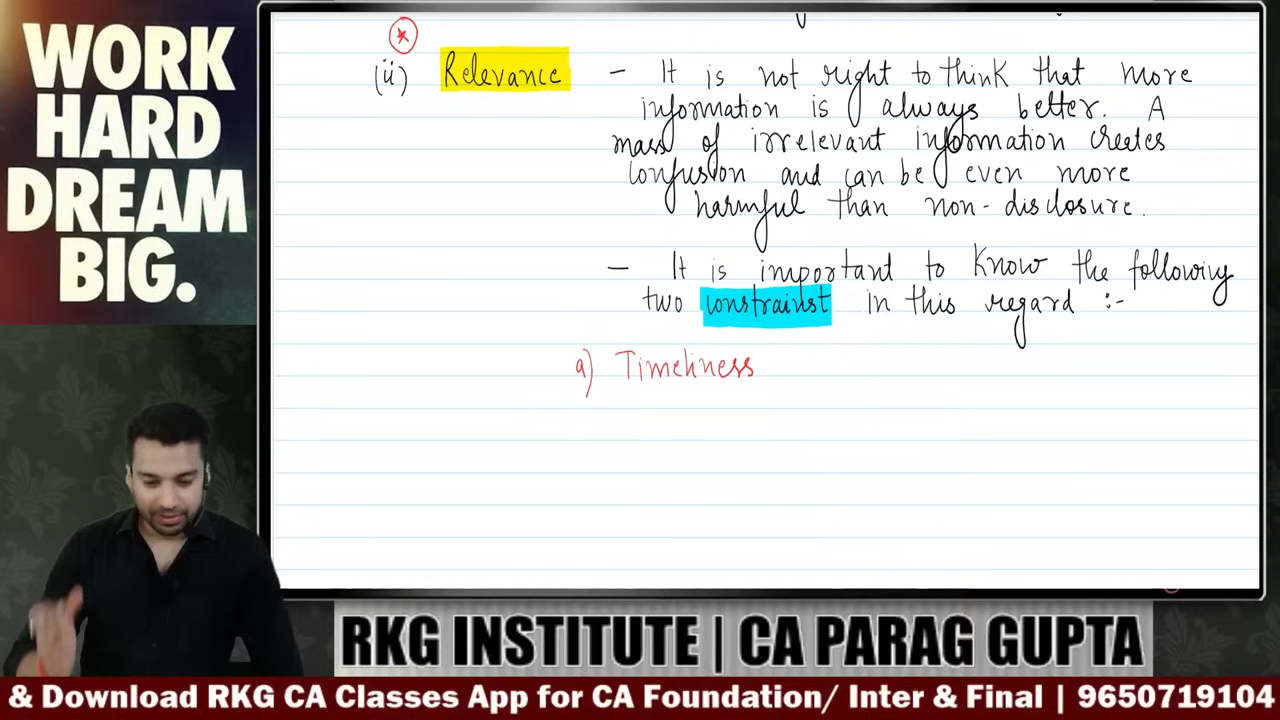 WORK
HARD
DREAM
BIG.
(ii) Relevance - It is not right to think that more
information is always better. A
mass of irrelevant information creates
confusion and can be even more
harmful than non-disclosure.
- It is important to know the following
two constrainst in this regard :-
a) Timeliness
RKG INSTITUTE | CA PARAG GUPTA
& Download RKG CA Classes App for CA Foundation/ Inter & Final | 9650719104